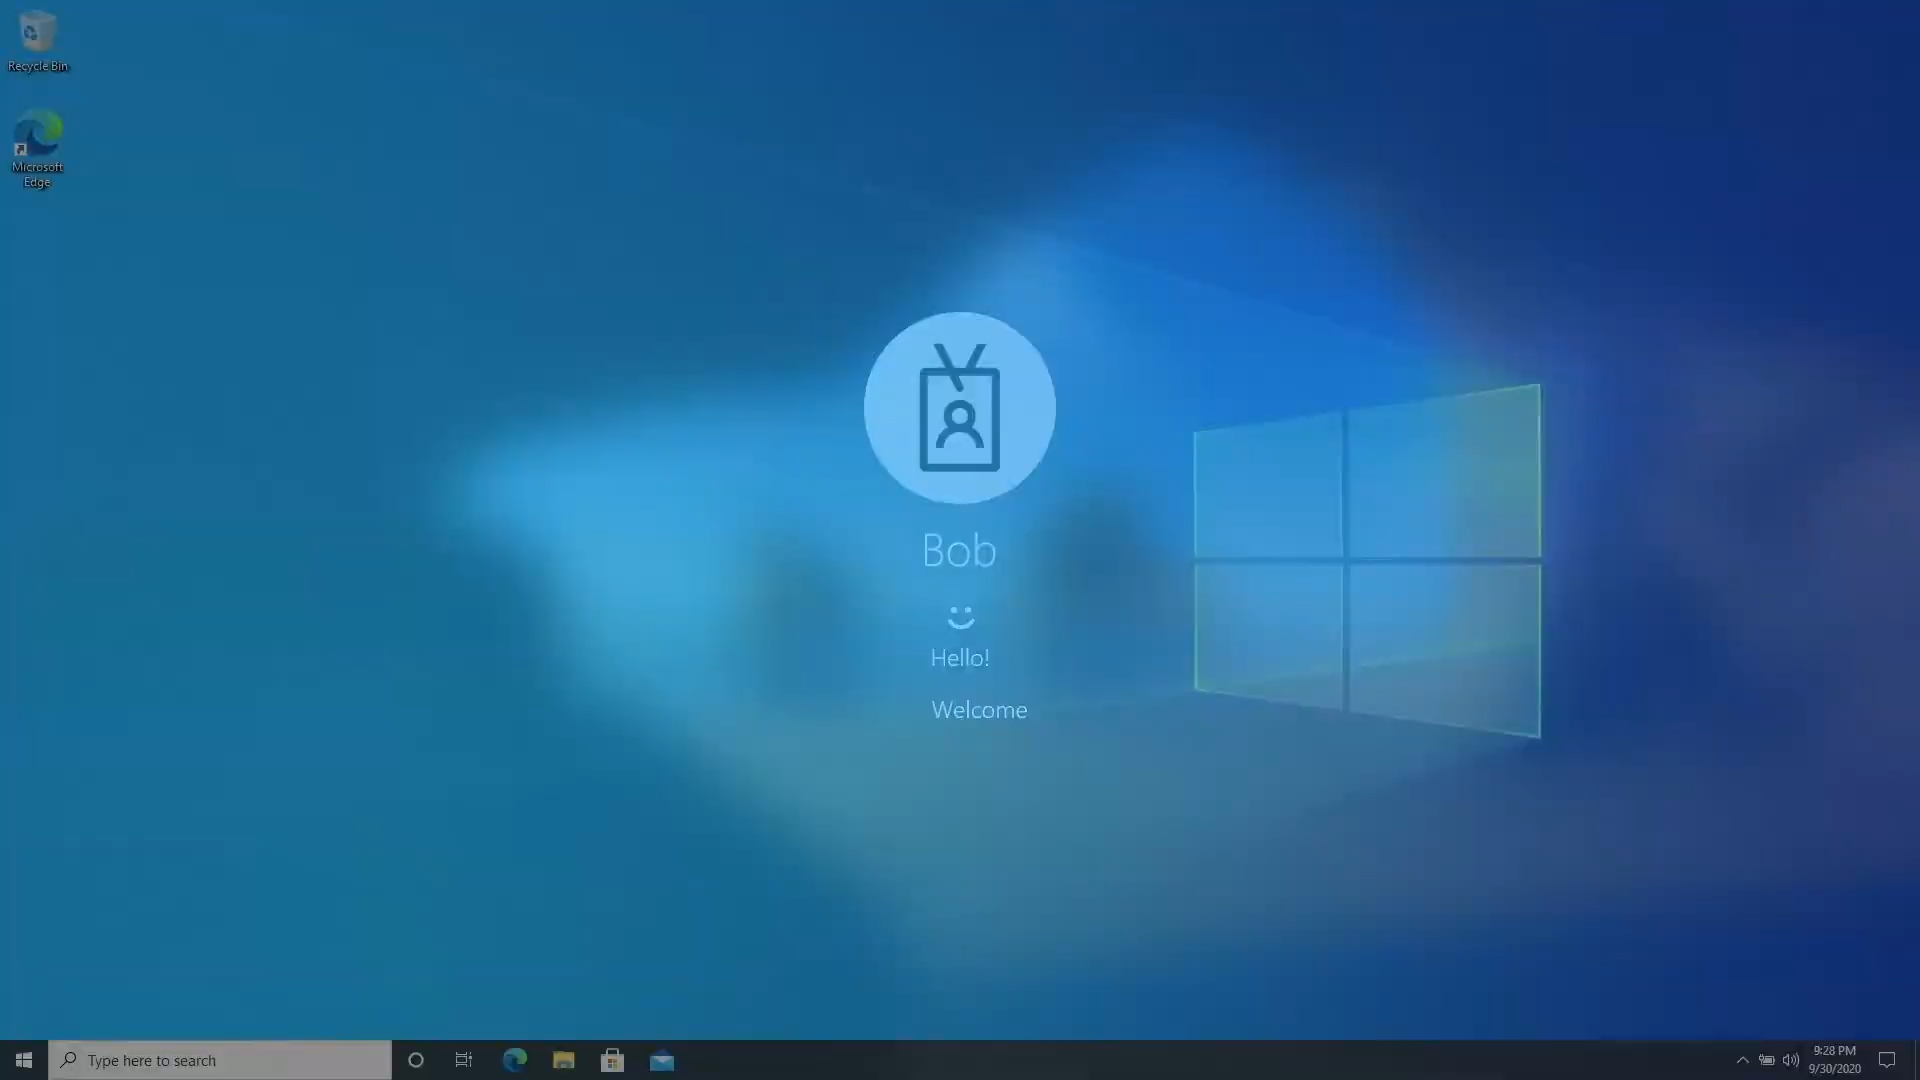 Recycle Bin
Microsoft
Edge
Bob
Hello!
Welcome
Type here to search
9:28 PM
9/30/2020